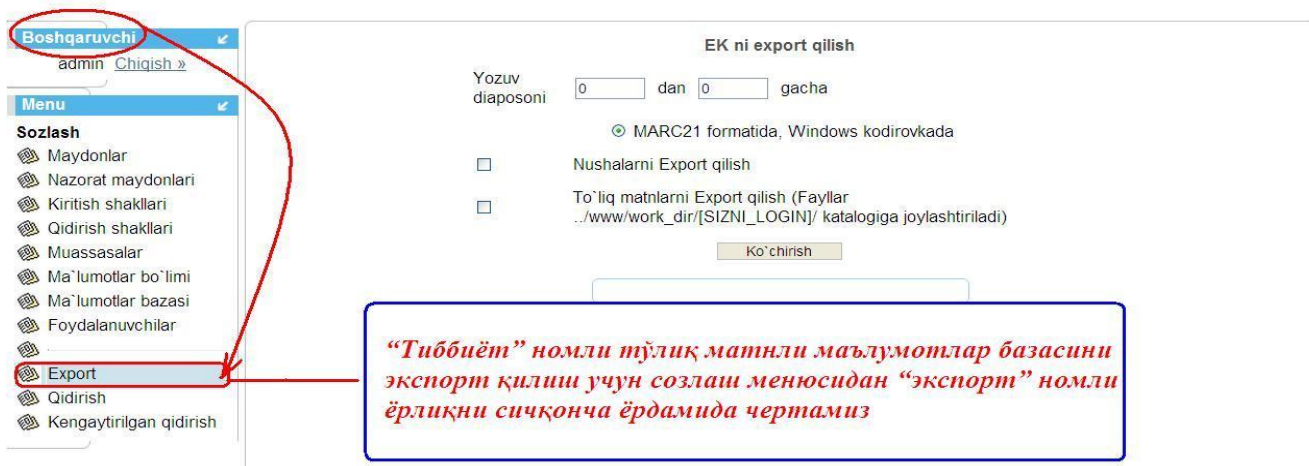 Boshqaruvchi
admin Chiqish »
Menu
Sozlash
Maydonlar
Nazorat maydonlari
Kiritish shakllari
Qidirish shakllari
Muassasalar
Ma`lumotlar bo`limi
Ma`lumotlar bazasi
Foydalanuvchilar
Export
Qidirish
Kengaytirilgan qidirish
EK ni export qilish
Yozuv
diaposoni 0 dan 0 gacha
MARC21 formatida, Windows kodirovkada
Nushalarni Export qilish
To`liq matnlarni Export qilish (Fayllar
../www/work_dir/[SIZNI_LOGIN]/ katalogiga joylashtiriladi)
Ko`chirish
“Тиббиёт” номли тўлиқ матнли маълумотлар базасини
экспорт қилиш учун созлаш менюсидан “экспорт” номли
ёрлиқни сичқонча ёрдамида чертамиз